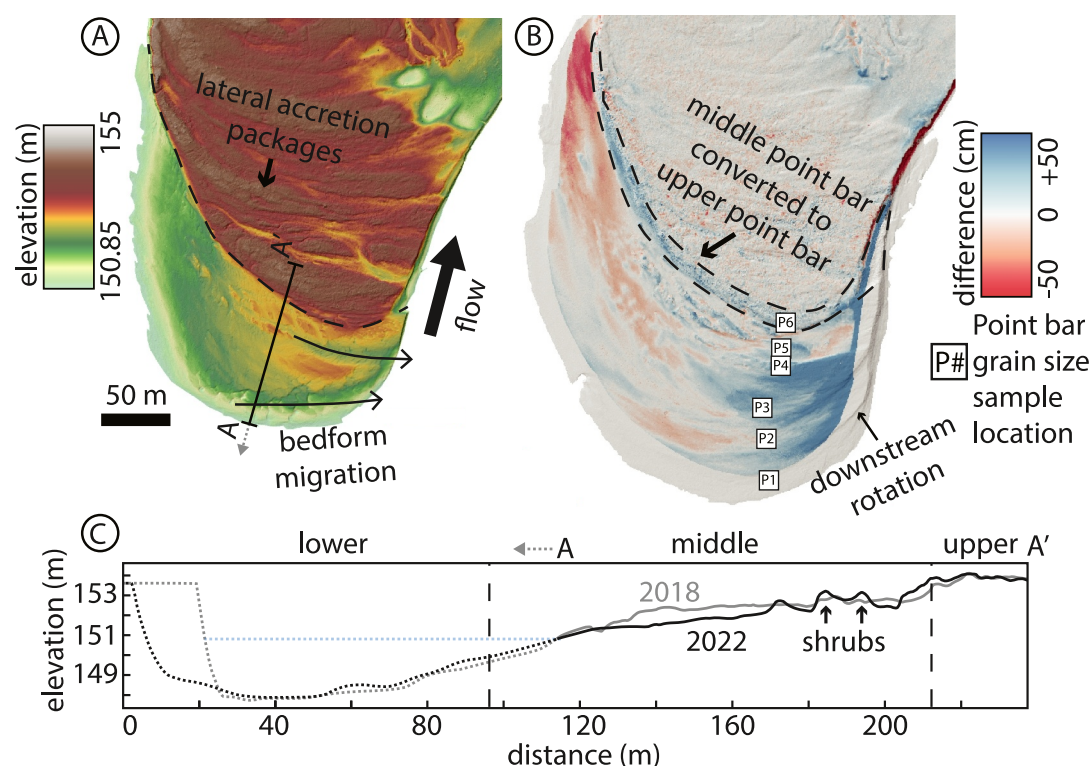 A
lateral accretion
packages
elevation (m)
155
150.85
A'
flow
50 m
A
bedform
migration
B
middle point bar
converted to
upper point bar
difference (cm)
+50
0
-50
P6
P5
P4
P3
P2
P1
P#
Point bar
grain size
sample
location
downstream
rotation
C
lower
A
middle
upper A'
elevation (m)
153
151
149
2018
2022
shrubs
0
40
80
120
160
200
distance (m)